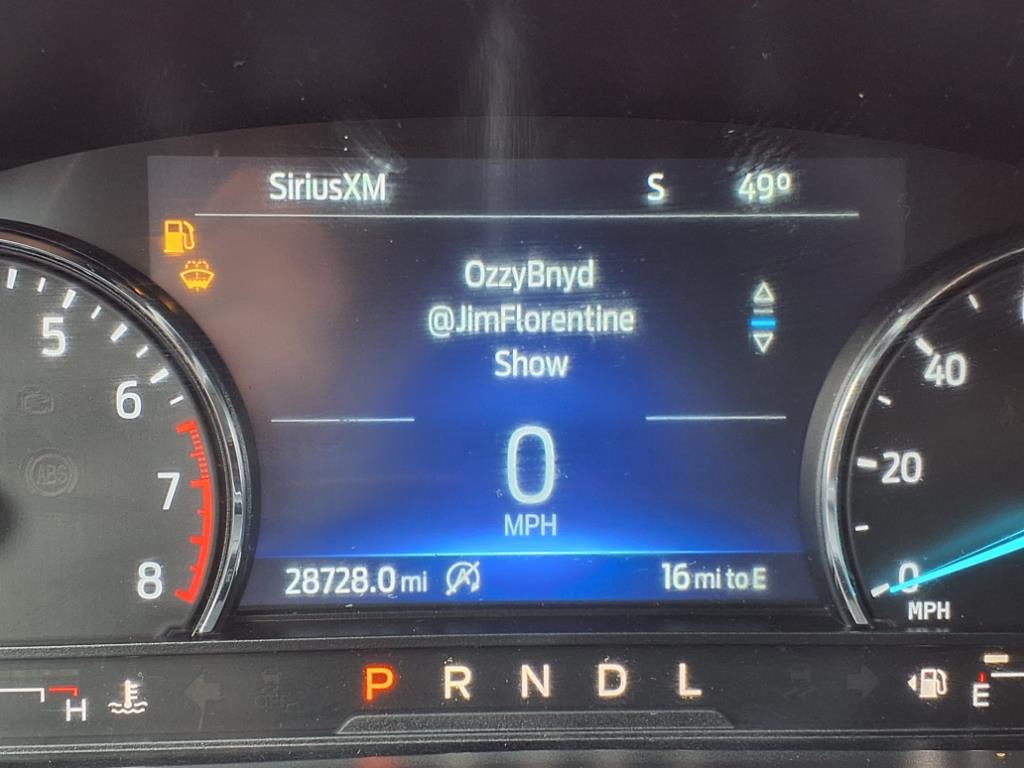 SiriusXM S 49º
OzzyBnyd
@JimFlorentine
Show
5
6
7
8
ABS
0
MPH
28728.0 mi
16 mi to E
40
20
0
MPH
H
P R N D L
E